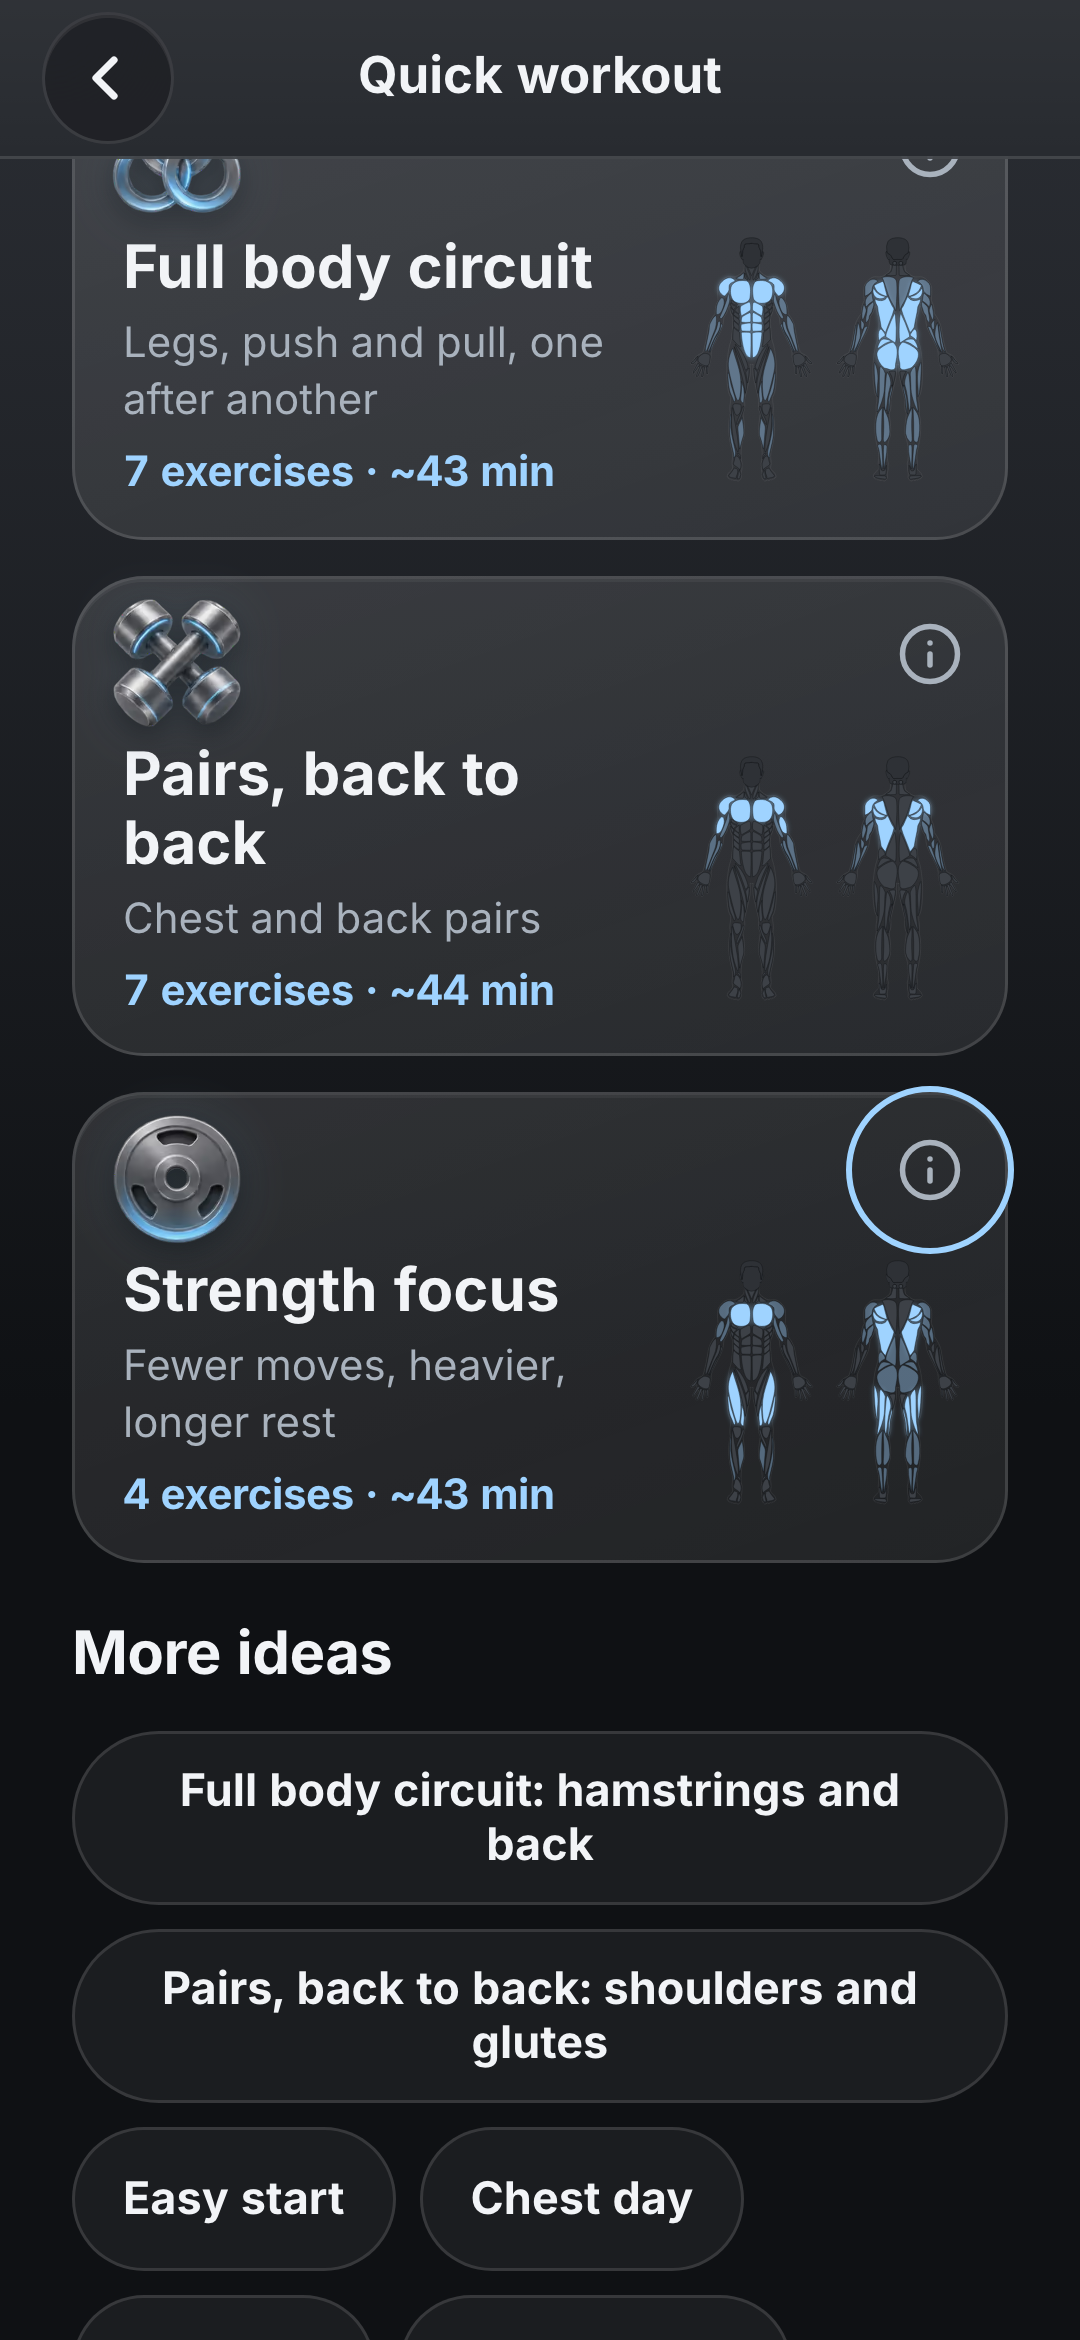 Quick workout
Full body circuit
Legs, push and pull, one
after another
7 exercises · ~43 min
Pairs, back to
back
Chest and back pairs
7 exercises · ~44 min
Strength focus
Fewer moves, heavier,
longer rest
4 exercises · ~43 min
More ideas
Full body circuit: hamstrings and
back
Pairs, back to back: shoulders and
glutes
Easy start
Chest day